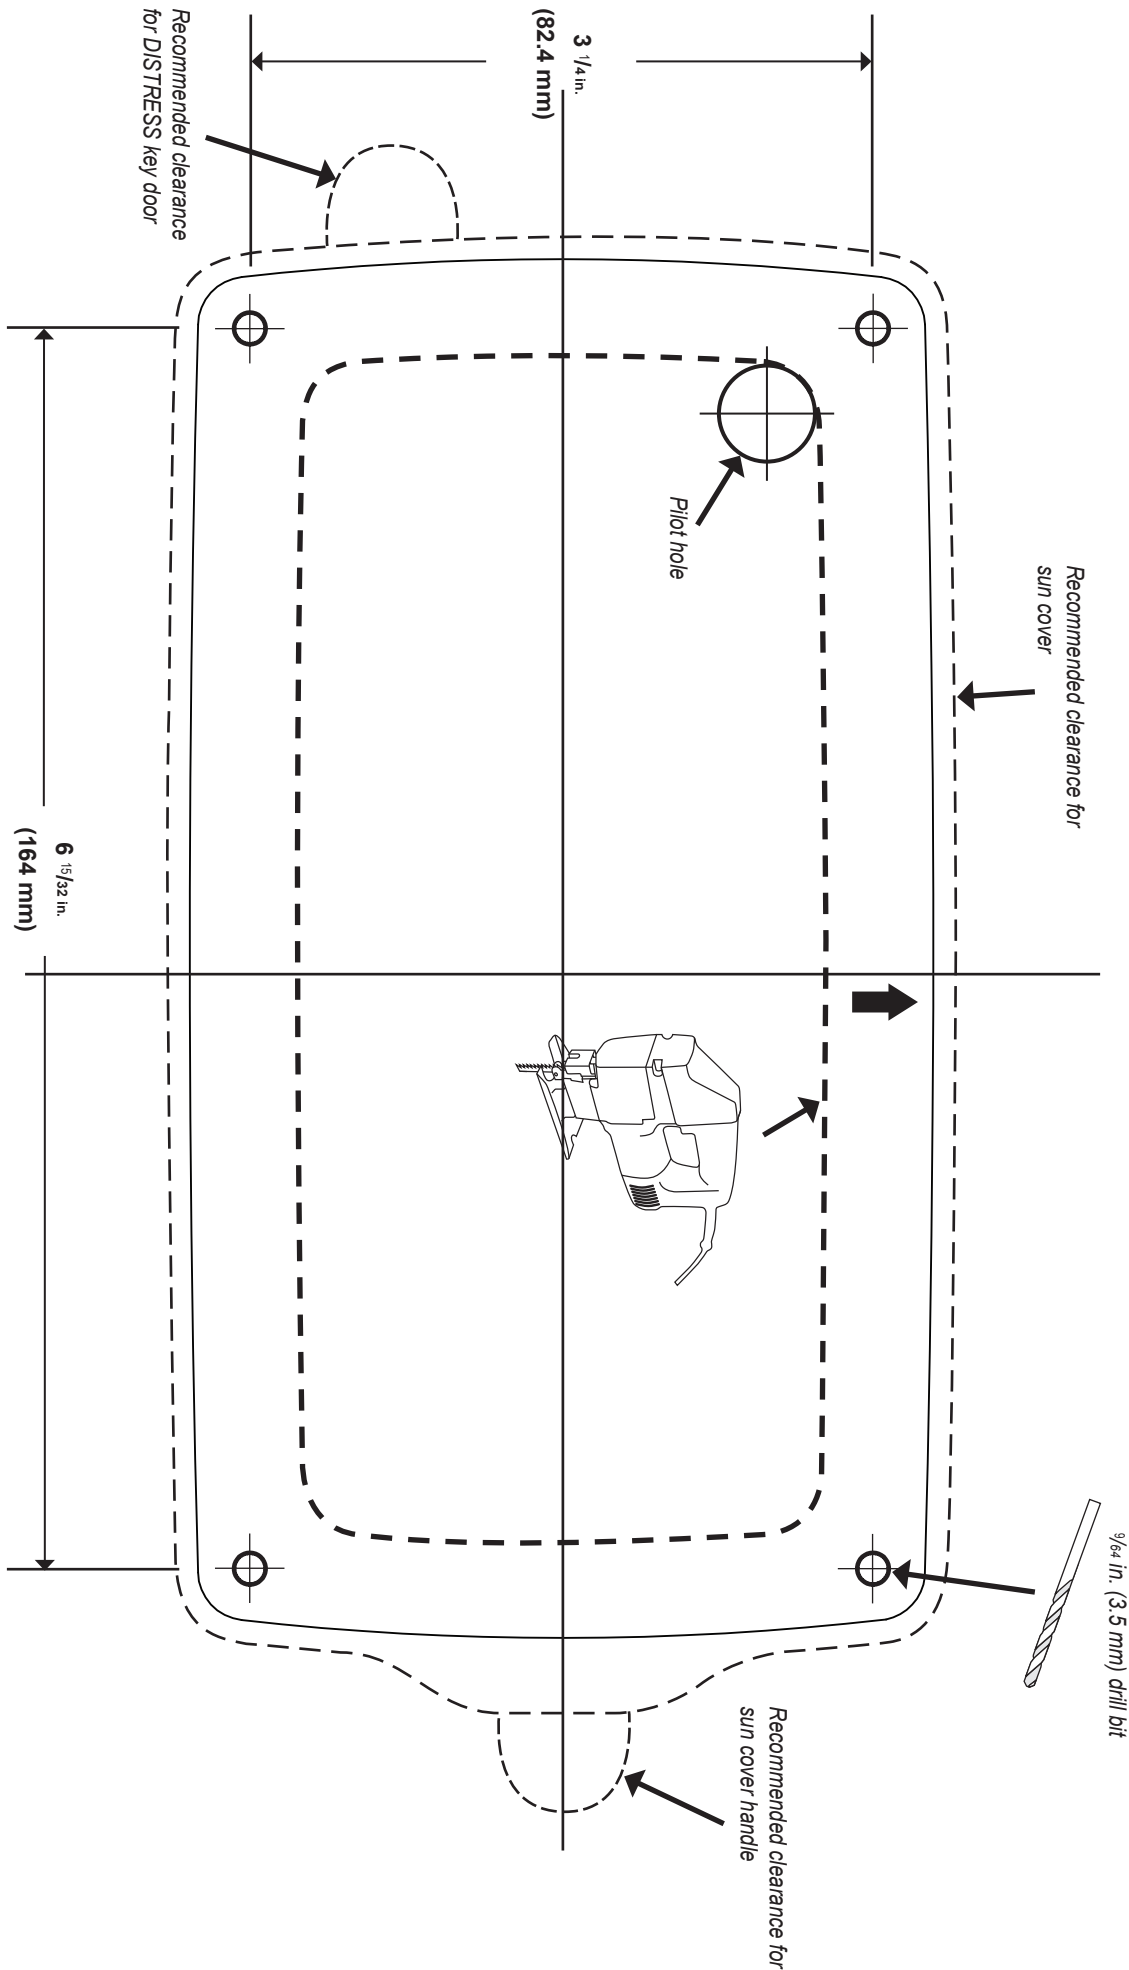 9/64 in. (3.5 mm) drill bit
Recommended clearance for
sun cover
Recommended clearance for
sun cover handle
Pilot hole
3 1/4 in.
(82.4 mm)
Recommended clearance
for DISTRESS key door
6 15/32 in.
(164 mm)